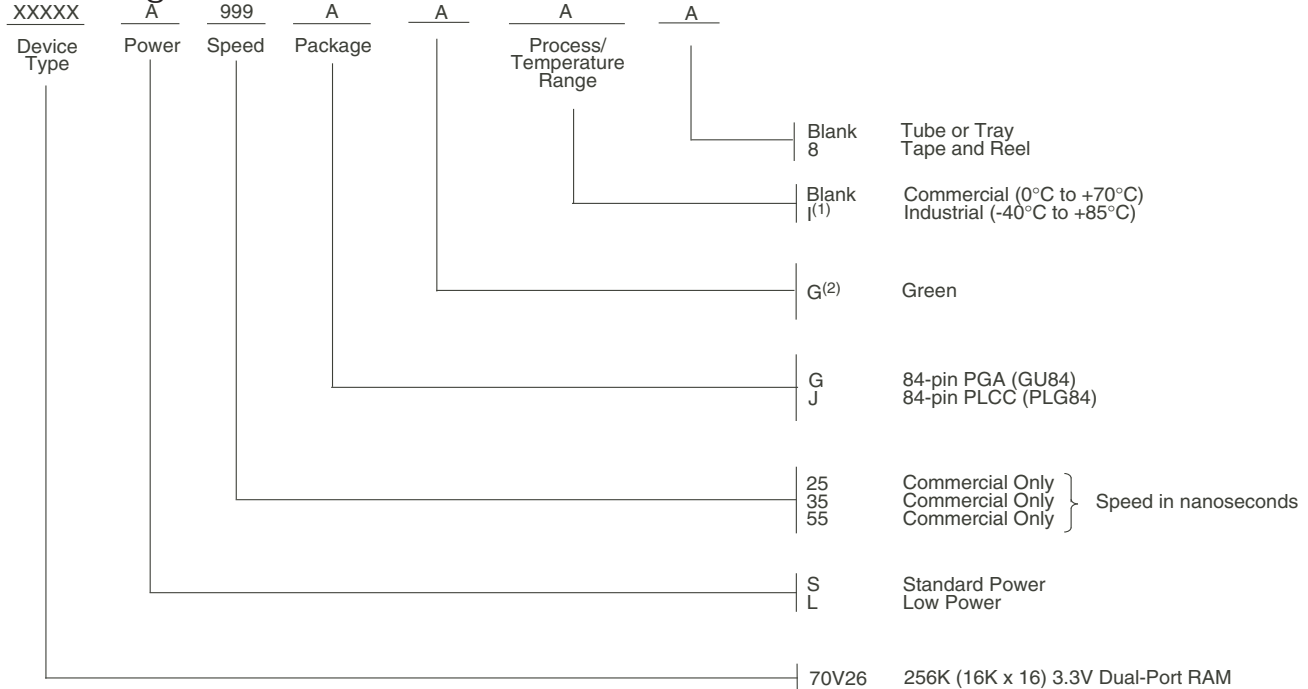 XXXXX A 999 A A A A
Device Type Power Speed Package Process/ Temperature Range
Blank Tube or Tray
8 Tape and Reel
Blank Commercial (0°C to +70°C)
I(1) Industrial (-40°C to +85°C)
G(2) Green
G 84-pin PGA (GU84)
J 84-pin PLCC (PLG84)
25 Commercial Only
35 Commercial Only Speed in nanoseconds
55 Commercial Only
S Standard Power
L Low Power
70V26 256K (16K x 16) 3.3V Dual-Port RAM